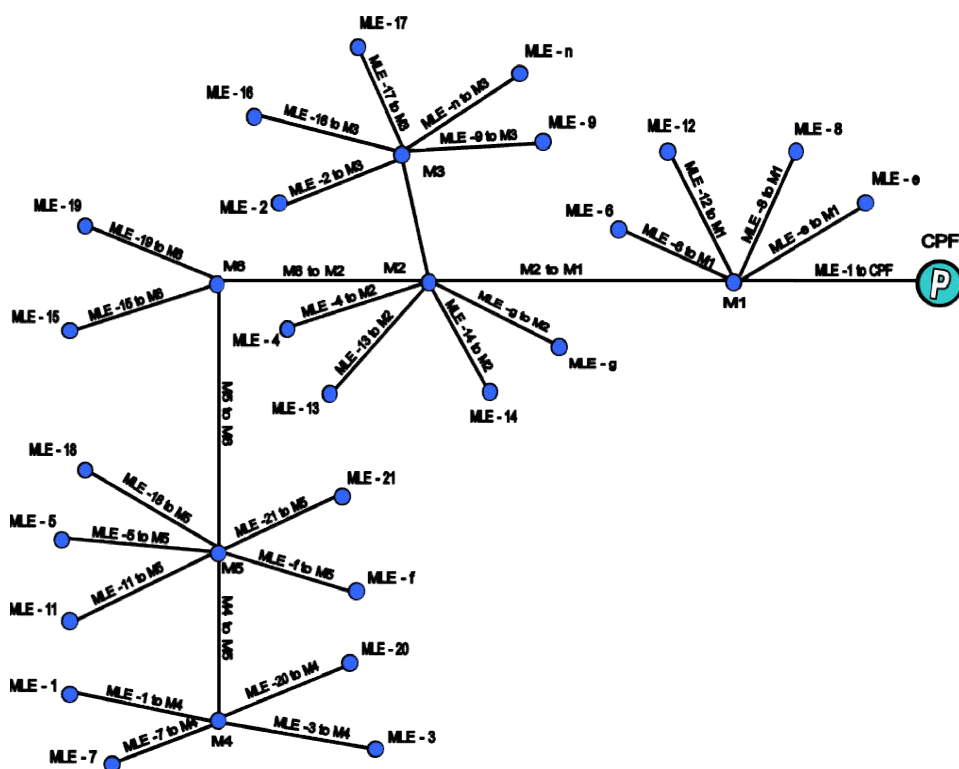 MLE - 17
MLE - n
MLE - 16
MLE -17 to M3
MLE -n to M3
MLE - 9
MLE - 12
MLE - 8
MLE -16 to M3
MLE -9 to M3
M3
MLE -2 to M3
MLE - 2
MLE - e
MLE - 6
MLE -12 to M1
MLE -8 to M1
MLE -e to M1
MLE -6 to M1
MLE - 19
MLE -19 to M6
CPF
M6
M6 to M2
M2
M2 to M1
MLE -1 to CPF
P
M1
MLE -15 to M6
MLE - 15
MLE -4 to M2
MLE - 4
MLE -13 to M2
MLE -14 to M2
MLE -g to M2
MLE - g
MLE - 13
MLE - 14
M5 to M6
MLE - 18
MLE -18 to M5
MLE - 21
MLE -21 to M5
MLE - 5
MLE -5 to M5
M5
MLE -f to M5
MLE - f
MLE -11 to M5
MLE - 11
M4 to M5
MLE - 20
MLE -20 to M4
MLE - 1
MLE -1 to M4
MLE -7 to M4
MLE -3 to M4
M4
MLE - 3
MLE - 7